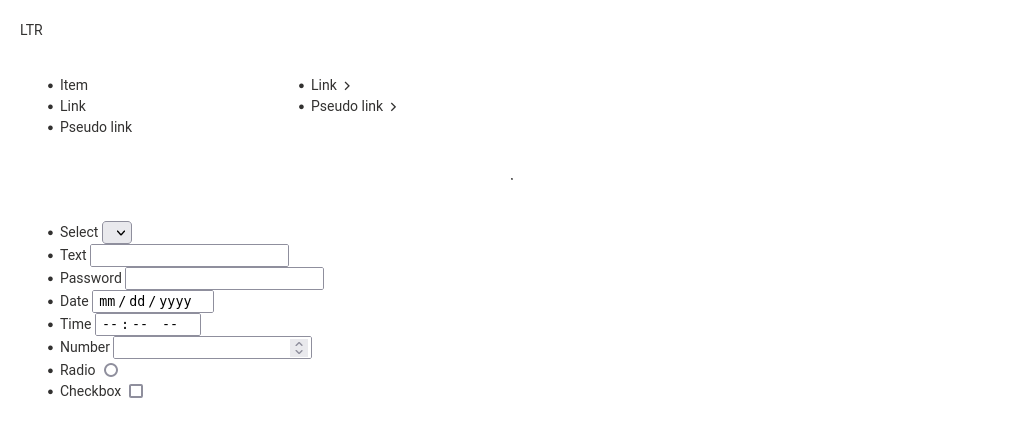 LTR
• Item
• Link
• Pseudo link
• Link >
• Pseudo link >
.
• Select
• Text
• Password
• Date mm/dd/yyyy
• Time --:-- --
• Number
• Radio
• Checkbox